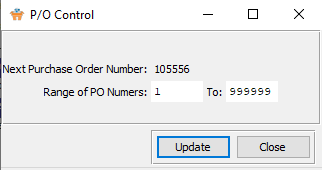 P/O Control
Next Purchase Order Number: 105556
Range of PO Numers: 1 To: 999999
Update Close